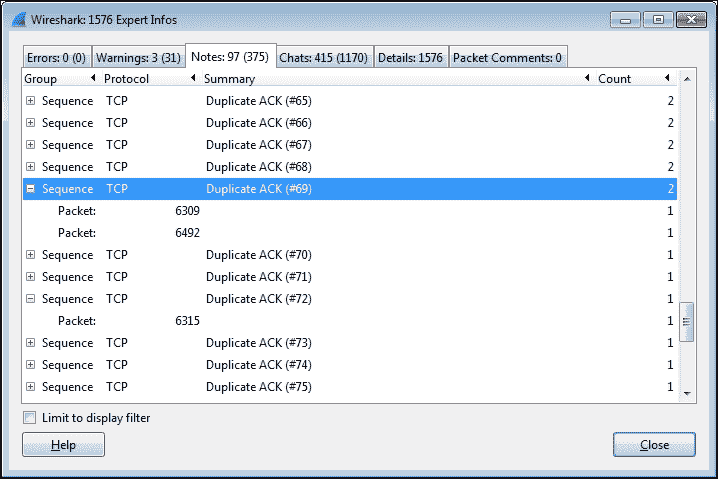 Wireshark: 1576 Expert Infos
Errors: 0 (0) Warnings: 3 (31) Notes: 97 (375) Chats: 415 (1170) Details: 1576 Packet Comments: 0
Group Protocol Summary Count
Sequence TCP Duplicate ACK (#65) 2
Sequence TCP Duplicate ACK (#66) 2
Sequence TCP Duplicate ACK (#67) 2
Sequence TCP Duplicate ACK (#68) 2
Sequence TCP Duplicate ACK (#69) 2
Packet: 6309 1
Packet: 6492 1
Sequence TCP Duplicate ACK (#70) 1
Sequence TCP Duplicate ACK (#71) 1
Sequence TCP Duplicate ACK (#72) 1
Packet: 6315 1
Sequence TCP Duplicate ACK (#73) 1
Sequence TCP Duplicate ACK (#74) 1
Sequence TCP Duplicate ACK (#75) 1
Limit to display filter
Help Close